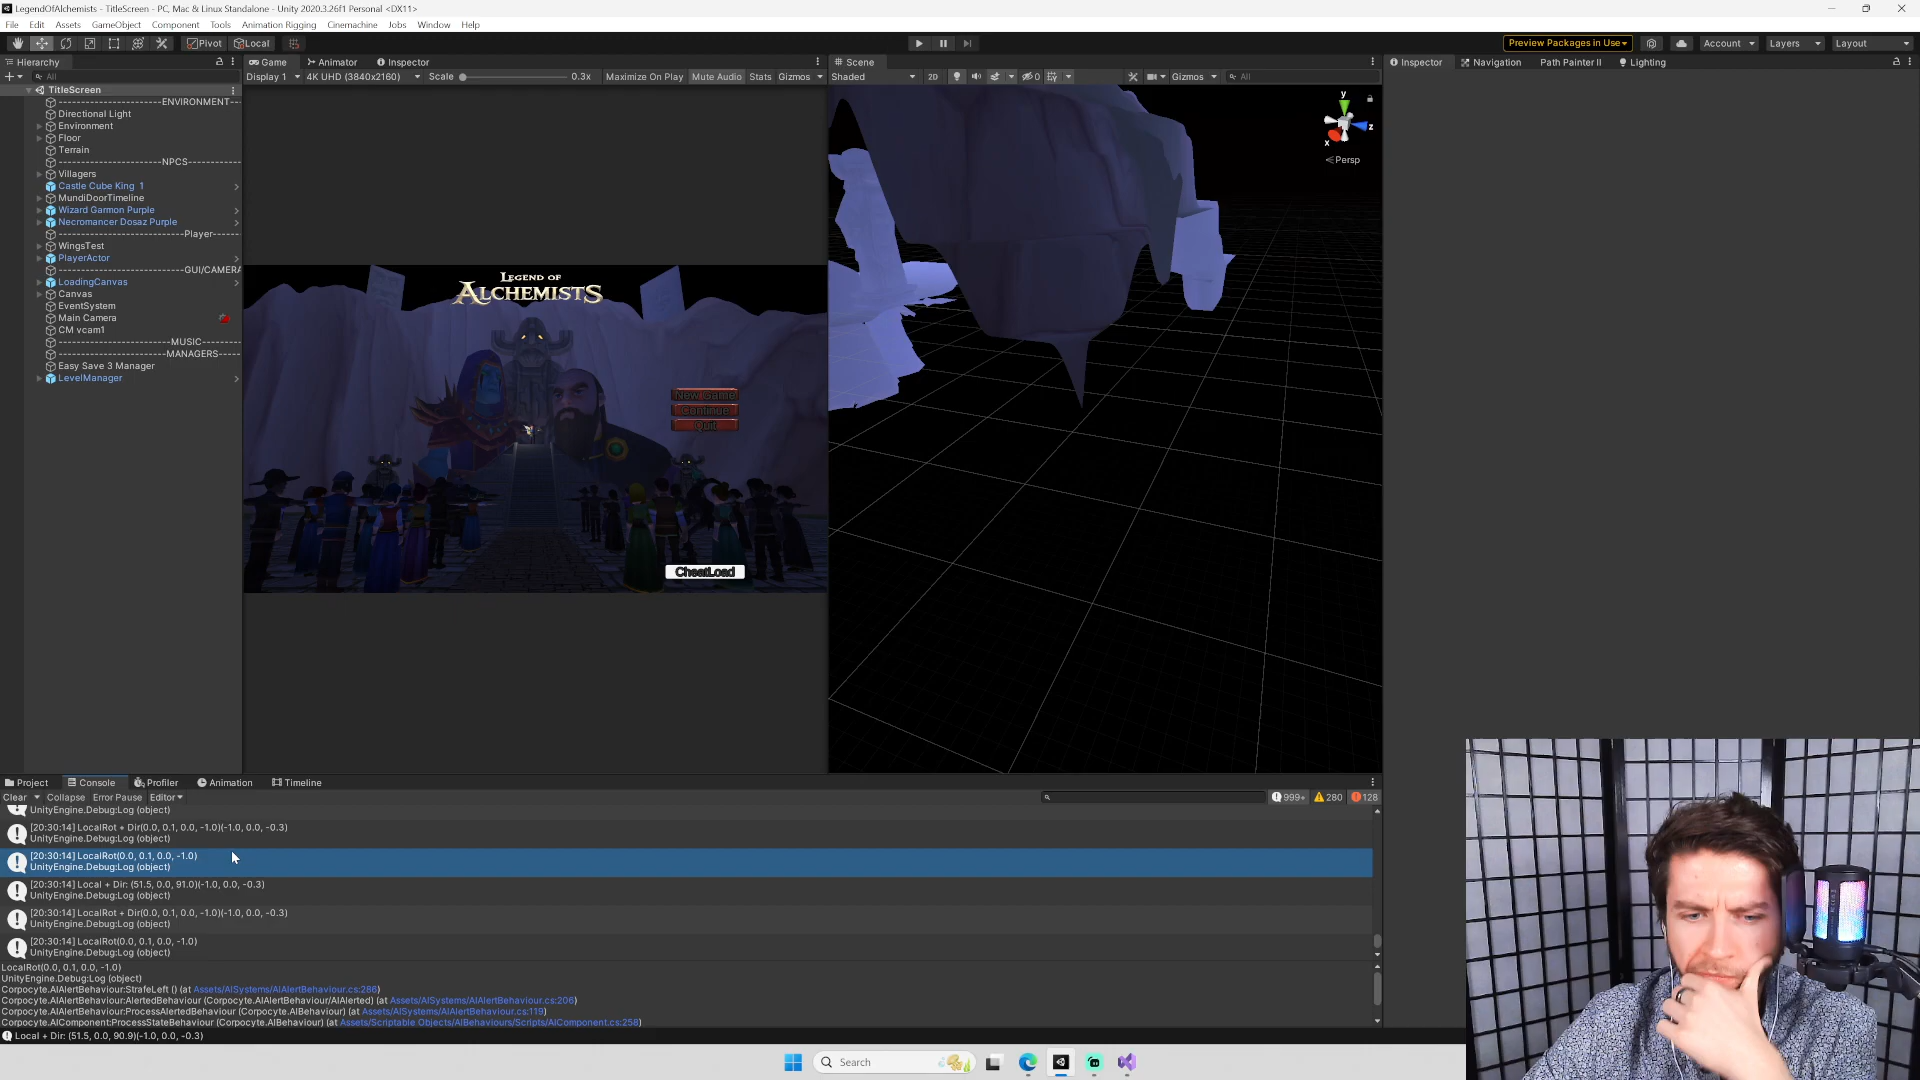 LegendOfAlchemists - TitleScreen - PC, Mac & Linux Standalone - Unity 2020.3.26f1 Personal <DX11>
File Edit Assets GameObject Component Tools Animation Rigging Cinemachine Jobs Window Help
Pivot Local Preview Packages in Use Account Layers Layout
Hierarchy Game Animator Inspector Scene Inspector Navigation Path Painter II Lighting
All Display 1 4K UHD (3840x2160) Scale 0.3x Maximize On Play Mute Audio Stats Gizmos Shaded 2D 0 Gizmos All
TitleScreen
-----------------------ENVIRONMENT--
Directional Light
Environment
Floor
Terrain
-----------------------NPCS------------
Villagers
Castle Cube King 1
MundiDoorTimeline
Wizard Garmon Purple
Necromancer Dosaz Purple
----------------------------Player------
WingsTest
PlayerActor
----------------------------GUI/CAMERA
LoadingCanvas
Canvas
EventSystem
Main Camera
CM vcam1
-------------------------MUSIC---------
------------------------MANAGERS-----
Easy Save 3 Manager
LevelManager
LEGEND OF
ALCHEMISTS
New Game
Continue
Quit
CheatLoad
y
z
x
Persp
Project Console Profiler Animation Timeline
Clear Collapse Error Pause Editor 999+ 280 128
UnityEngine.Debug:Log (object)
[20:30:14] LocalRot + Dir(0.0, 0.1, 0.0, -1.0)(-1.0, 0.0, -0.3)
UnityEngine.Debug:Log (object)
[20:30:14] LocalRot(0.0, 0.1, 0.0, -1.0)
UnityEngine.Debug:Log (object)
[20:30:14] Local + Dir: (51.5, 0.0, 91.0)(-1.0, 0.0, -0.3)
UnityEngine.Debug:Log (object)
[20:30:14] LocalRot + Dir(0.0, 0.1, 0.0, -1.0)(-1.0, 0.0, -0.3)
UnityEngine.Debug:Log (object)
[20:30:14] LocalRot(0.0, 0.1, 0.0, -1.0)
UnityEngine.Debug:Log (object)
LocalRot(0.0, 0.1, 0.0, -1.0)
UnityEngine.Debug:Log (object)
Corpocyte.AIAlertBehaviour:StrafeLeft () (at Assets/AISystems/AIAlertBehaviour.cs:286)
Corpocyte.AIAlertBehaviour:AlertedBehaviour (Corpocyte.AIAlertBehaviour/AIAlerted) (at Assets/AISystems/AIAlertBehaviour.cs:206)
Corpocyte.AIAlertBehaviour:ProcessAlertedBehaviour (Corpocyte.AIBehaviour) (at Assets/AISystems/AIAlertBehaviour.cs:119)
Corpocyte.AIComponent:ProcessStateBehaviour (Corpocyte.AIBehaviour) (at Assets/Scriptable Objects/AIBehaviours/Scripts/AIComponent.cs:258)
Local + Dir: (51.5, 0.0, 90.9)(-1.0, 0.0, -0.3)
Search